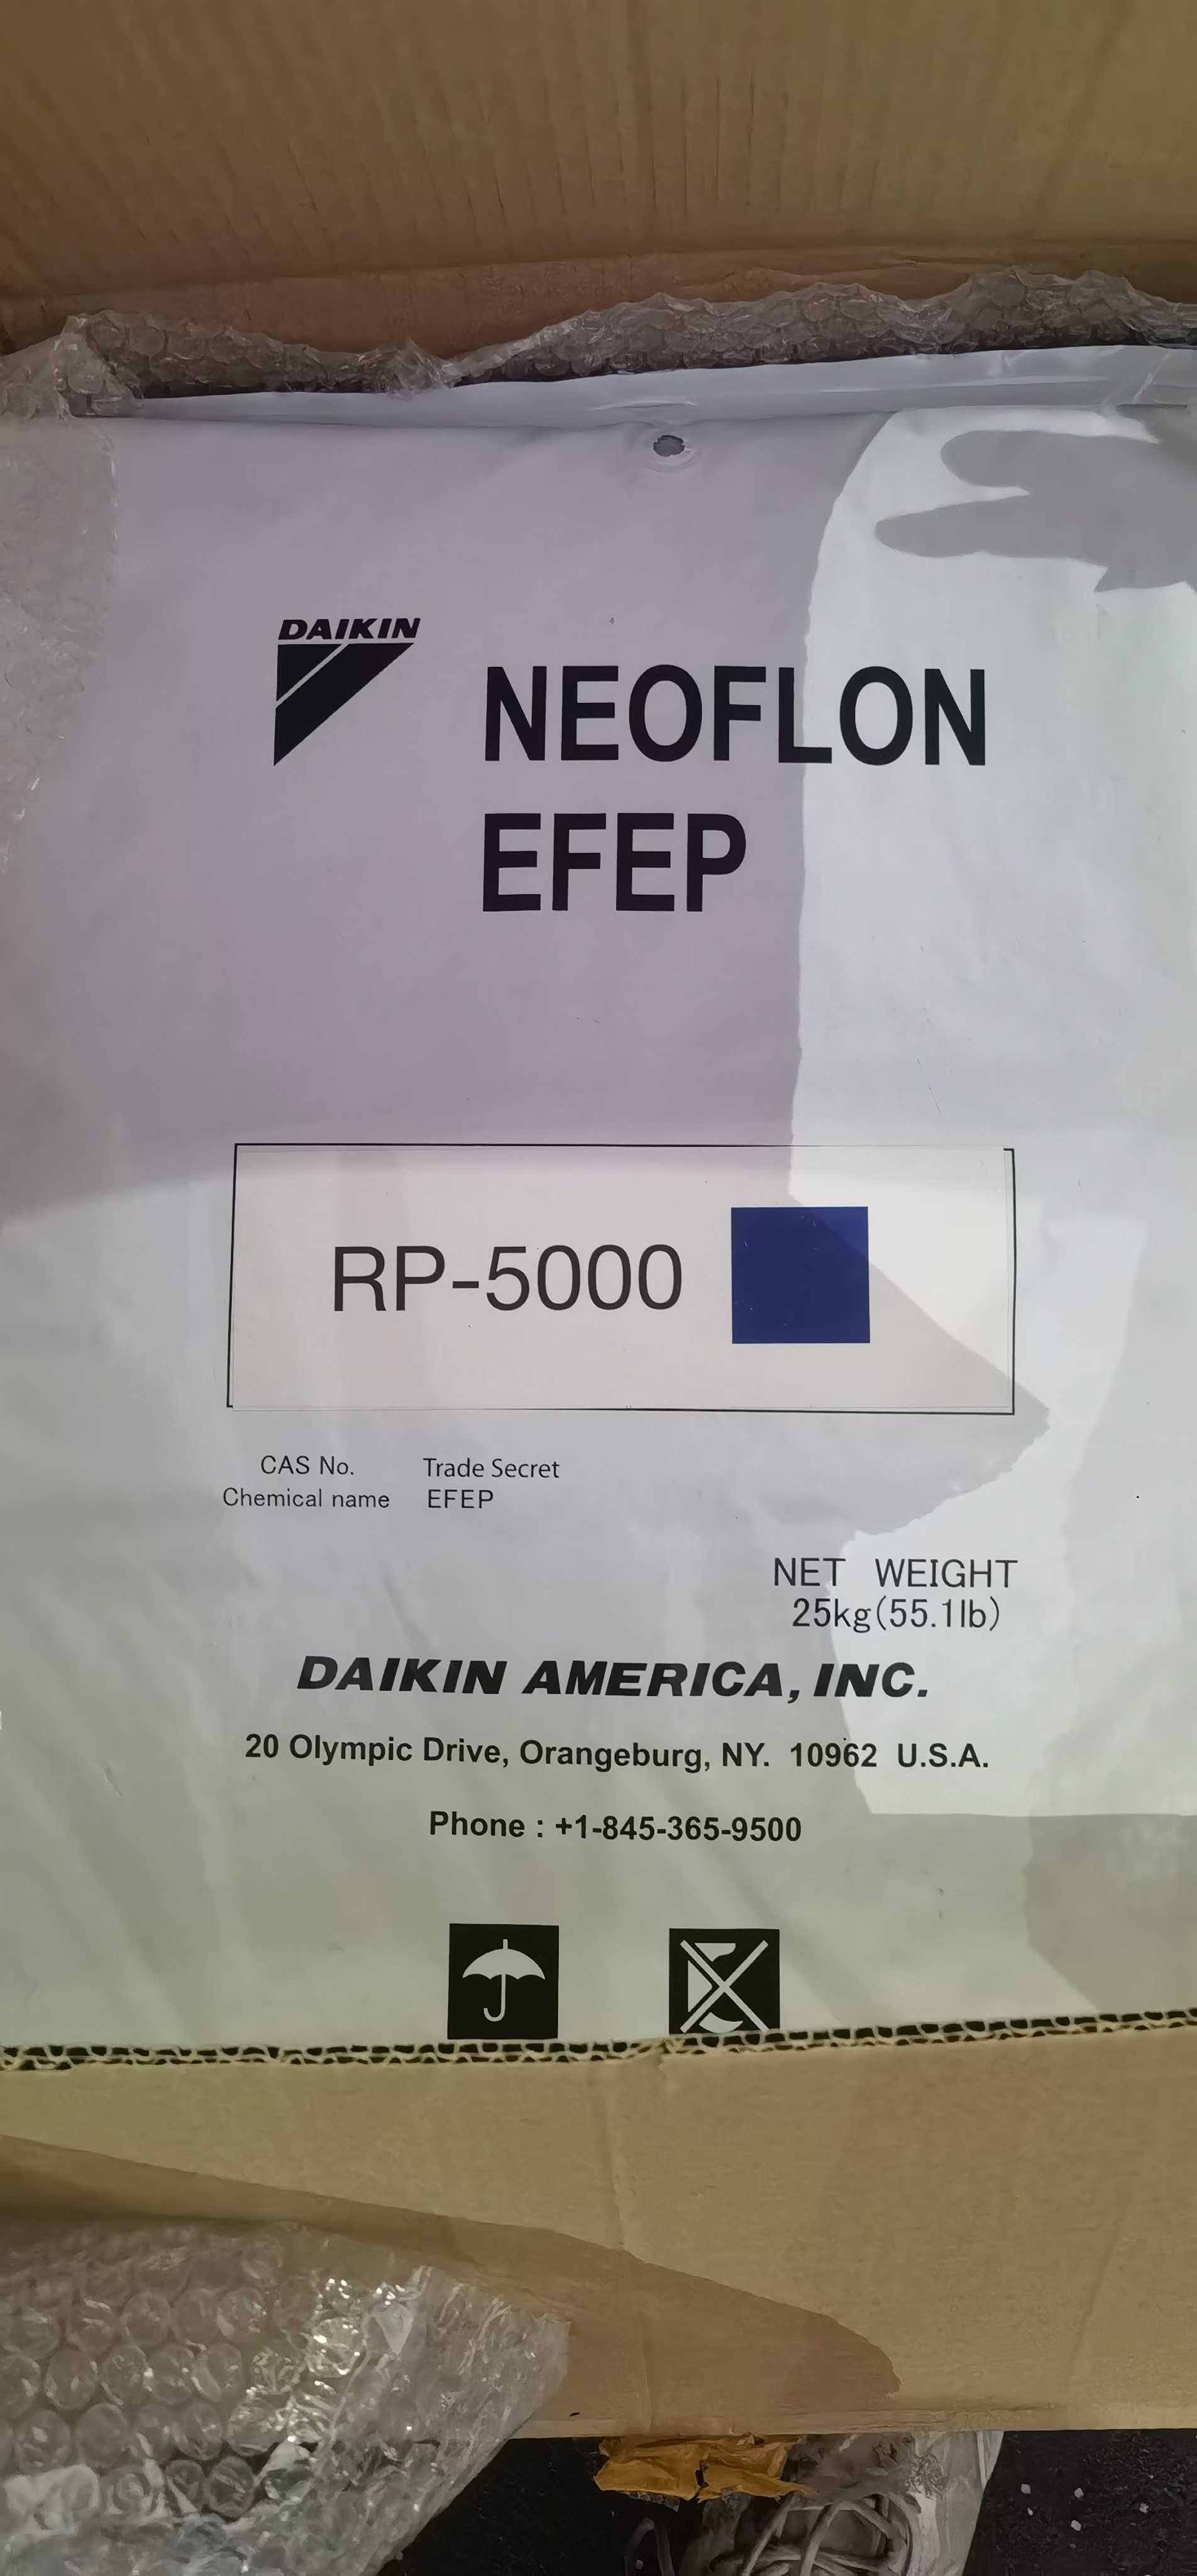 DAIKIN
NEOFLON
EFEP
RP-5000
CAS No. Trade Secret
Chemical name EFEP
NET WEIGHT
25kg(55.1lb)
DAIKIN AMERICA, INC.
20 Olympic Drive, Orangeburg, NY. 10962 U.S.A.
Phone : +1-845-365-9500